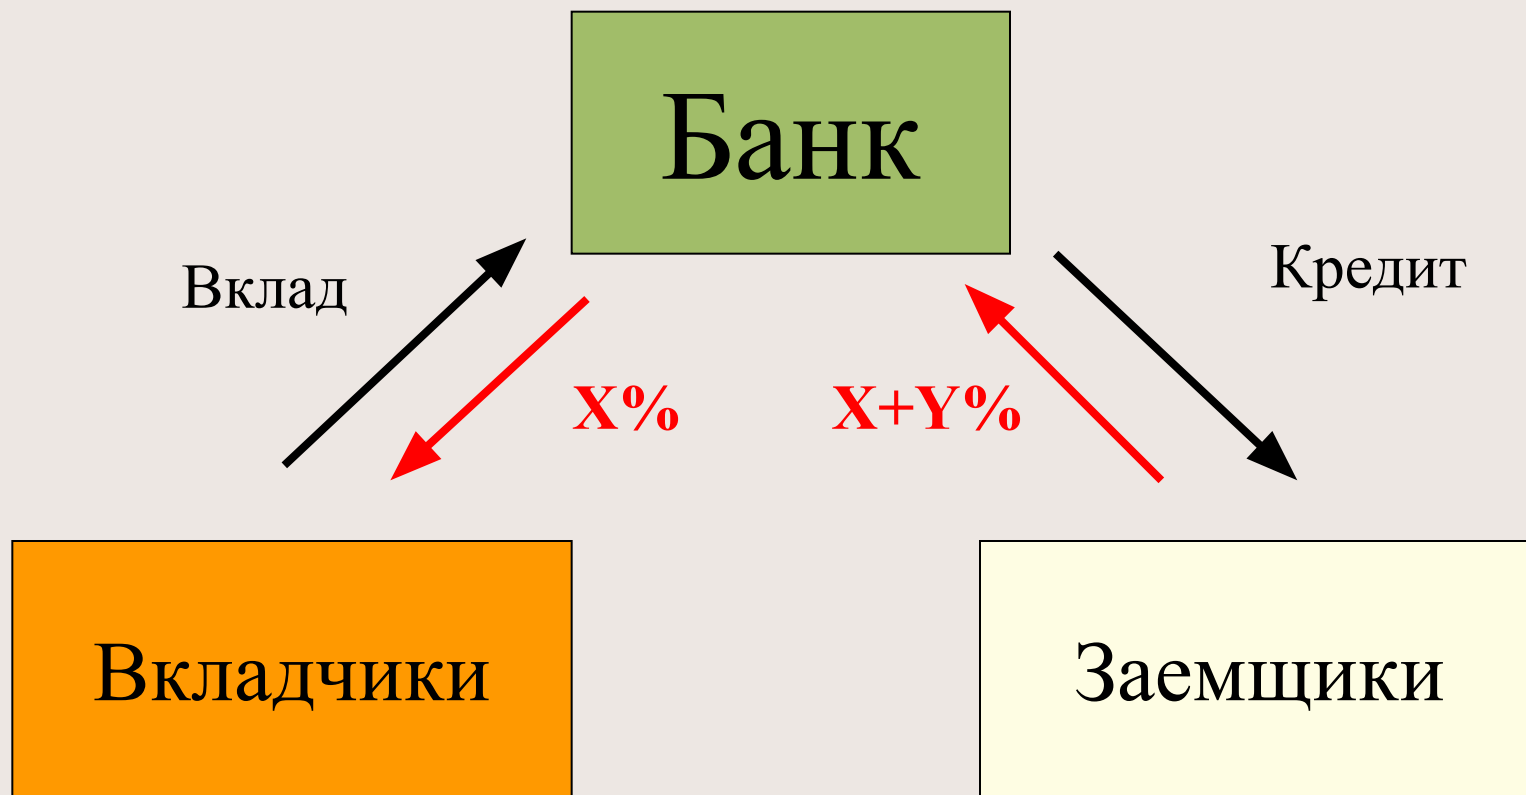 Банк
Вклад
Кредит
X%
X+Y%
Вкладчики
Заемщики